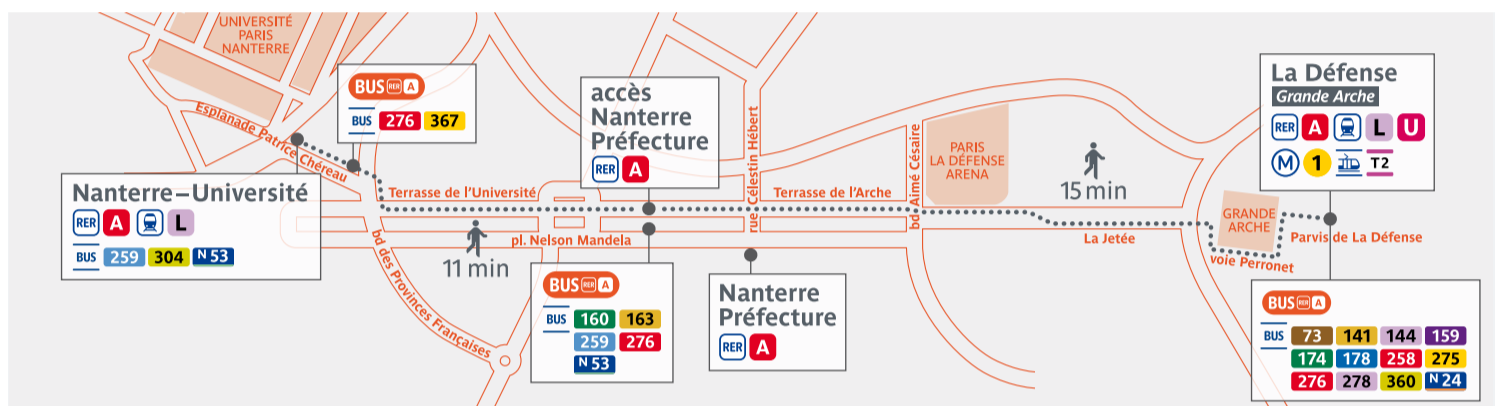 UNIVERSITÉ
PARIS
NANTERRE
Esplanade Patrice Chéreau
BUS RER A
BUS 276 367
Nanterre–Université
RER A L
BUS 259 304 N 53
Terrasse de l'Université
11 min
pl. Nelson Mandela
bd des Provinces Françaises
accès
Nanterre
Préfecture
RER A
BUS RER A
BUS 160 163
259 276
N 53
rue Célestin Hébert
Nanterre
Préfecture
RER A
Terrasse de l'Arche
bd Aimé Césaire
PARIS
LA DÉFENSE
ARENA
15 min
La Jetée
GRANDE
ARCHE
voie Perronet
Parvis de La Défense
La Défense
Grande Arche
RER A L U
M 1 T2
BUS RER A
BUS 73 141 144 159
174 178 258 275
276 278 360 N 24